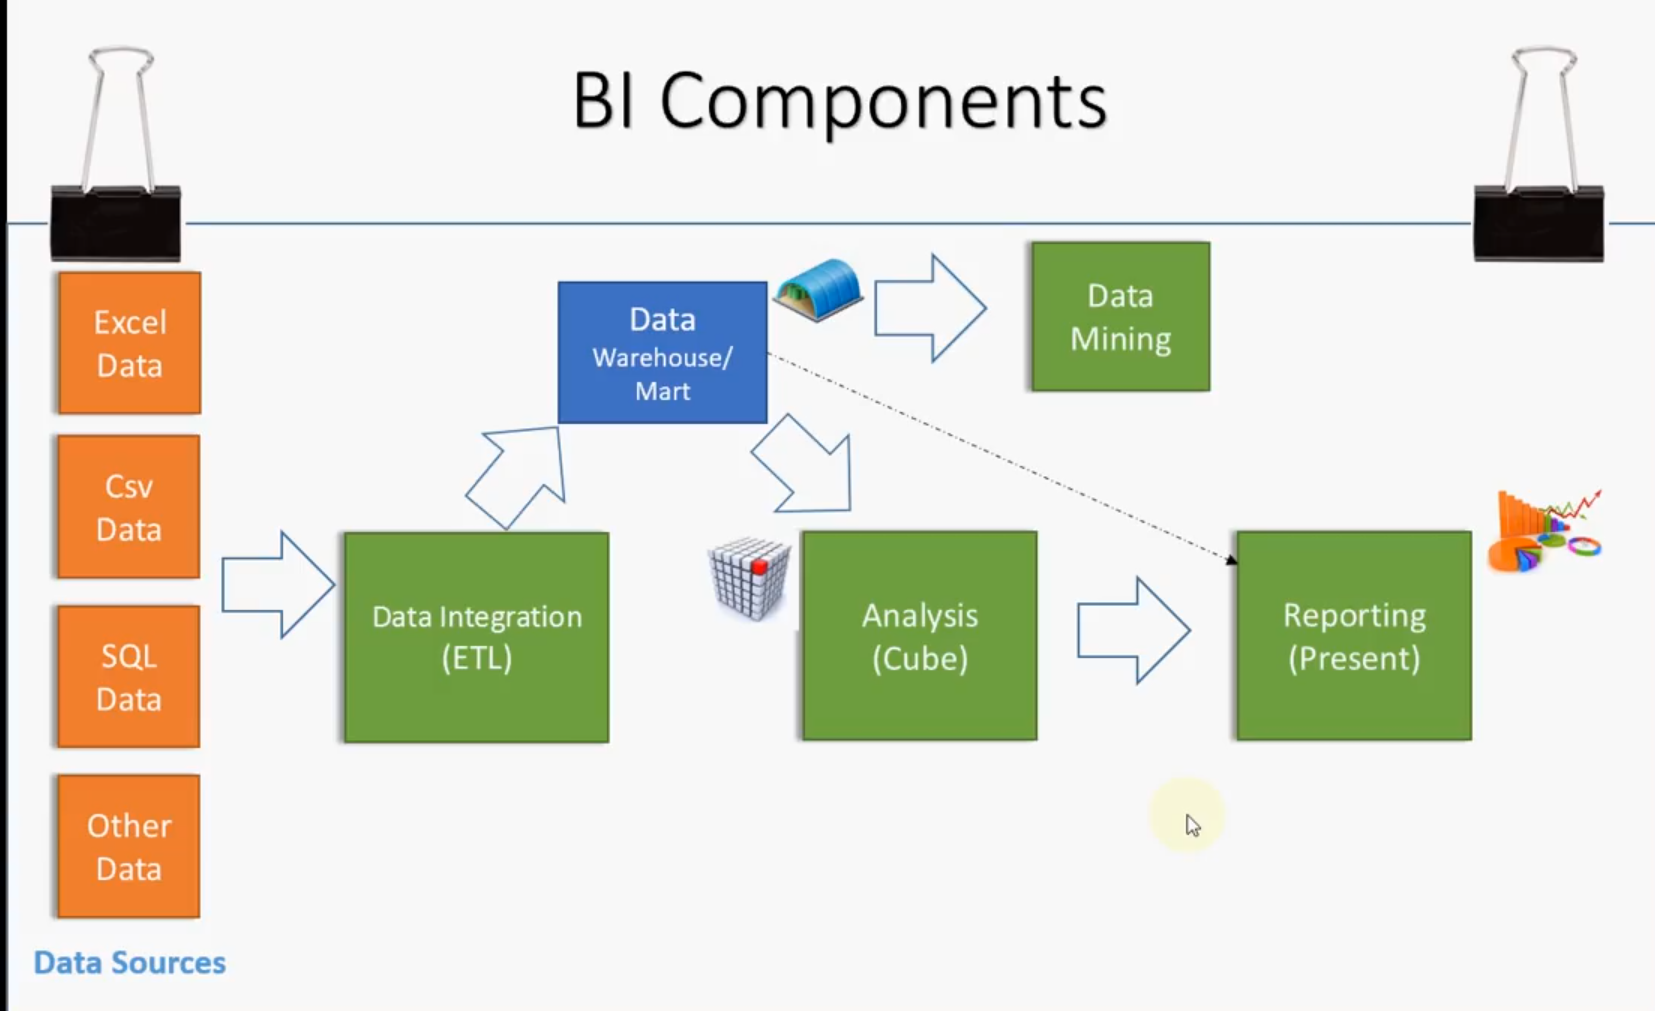 BI Components
Excel
Data
Csv
Data
SQL
Data
Other
Data
Data Sources
Data Integration
(ETL)
Data
Warehouse/
Mart
Data
Mining
Analysis
(Cube)
Reporting
(Present)